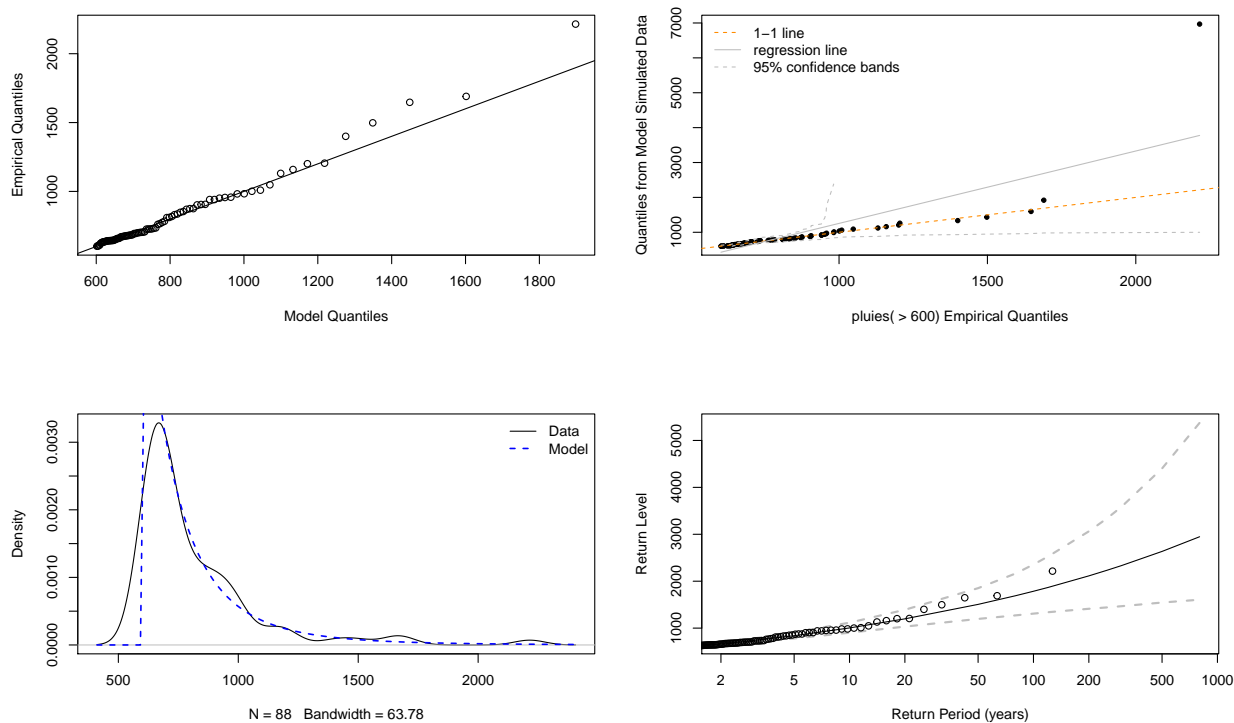 Empirical Quantiles
1000 1500 2000
600 800 1000 1200 1400 1600 1800
Model Quantiles
Quantiles from Model Simulated Data
1000 3000 5000 7000
1−1 line
regression line
95% confidence bands
1000 1500 2000
pluies( > 600) Empirical Quantiles
Density
0.0000 0.0010 0.0020 0.0030
Data
Model
500 1000 1500 2000
N = 88 Bandwidth = 63.78
Return Level
1000 2000 3000 4000 5000
2 5 10 20 50 100 200 500 1000
Return Period (years)